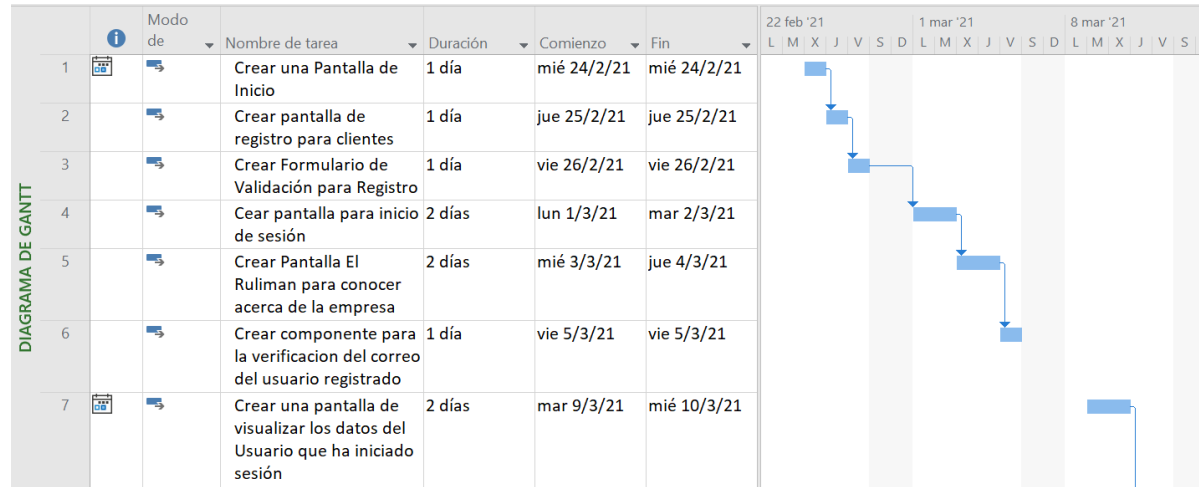 22 feb '21 1 mar '21 8 mar '21
Modo
de Nombre de tarea Duración Comienzo Fin
L M X J V S D L M X J V S D L M X J V S
DIAGRAMA DE GANTT
1 Crear una Pantalla de 1 día mié 24/2/21 mié 24/2/21
Inicio
2 Crear pantalla de 1 día jue 25/2/21 jue 25/2/21
registro para clientes
3 Crear Formulario de 1 día vie 26/2/21 vie 26/2/21
Validación para Registro
4 Cear pantalla para inicio 2 días lun 1/3/21 mar 2/3/21
de sesión
5 Crear Pantalla El 2 días mié 3/3/21 jue 4/3/21
Ruliman para conocer
acerca de la empresa
6 Crear componente para 1 día vie 5/3/21 vie 5/3/21
la verificacion del correo
del usuario registrado
7 Crear una pantalla de 2 días mar 9/3/21 mié 10/3/21
visualizar los datos del
Usuario que ha iniciado
sesión